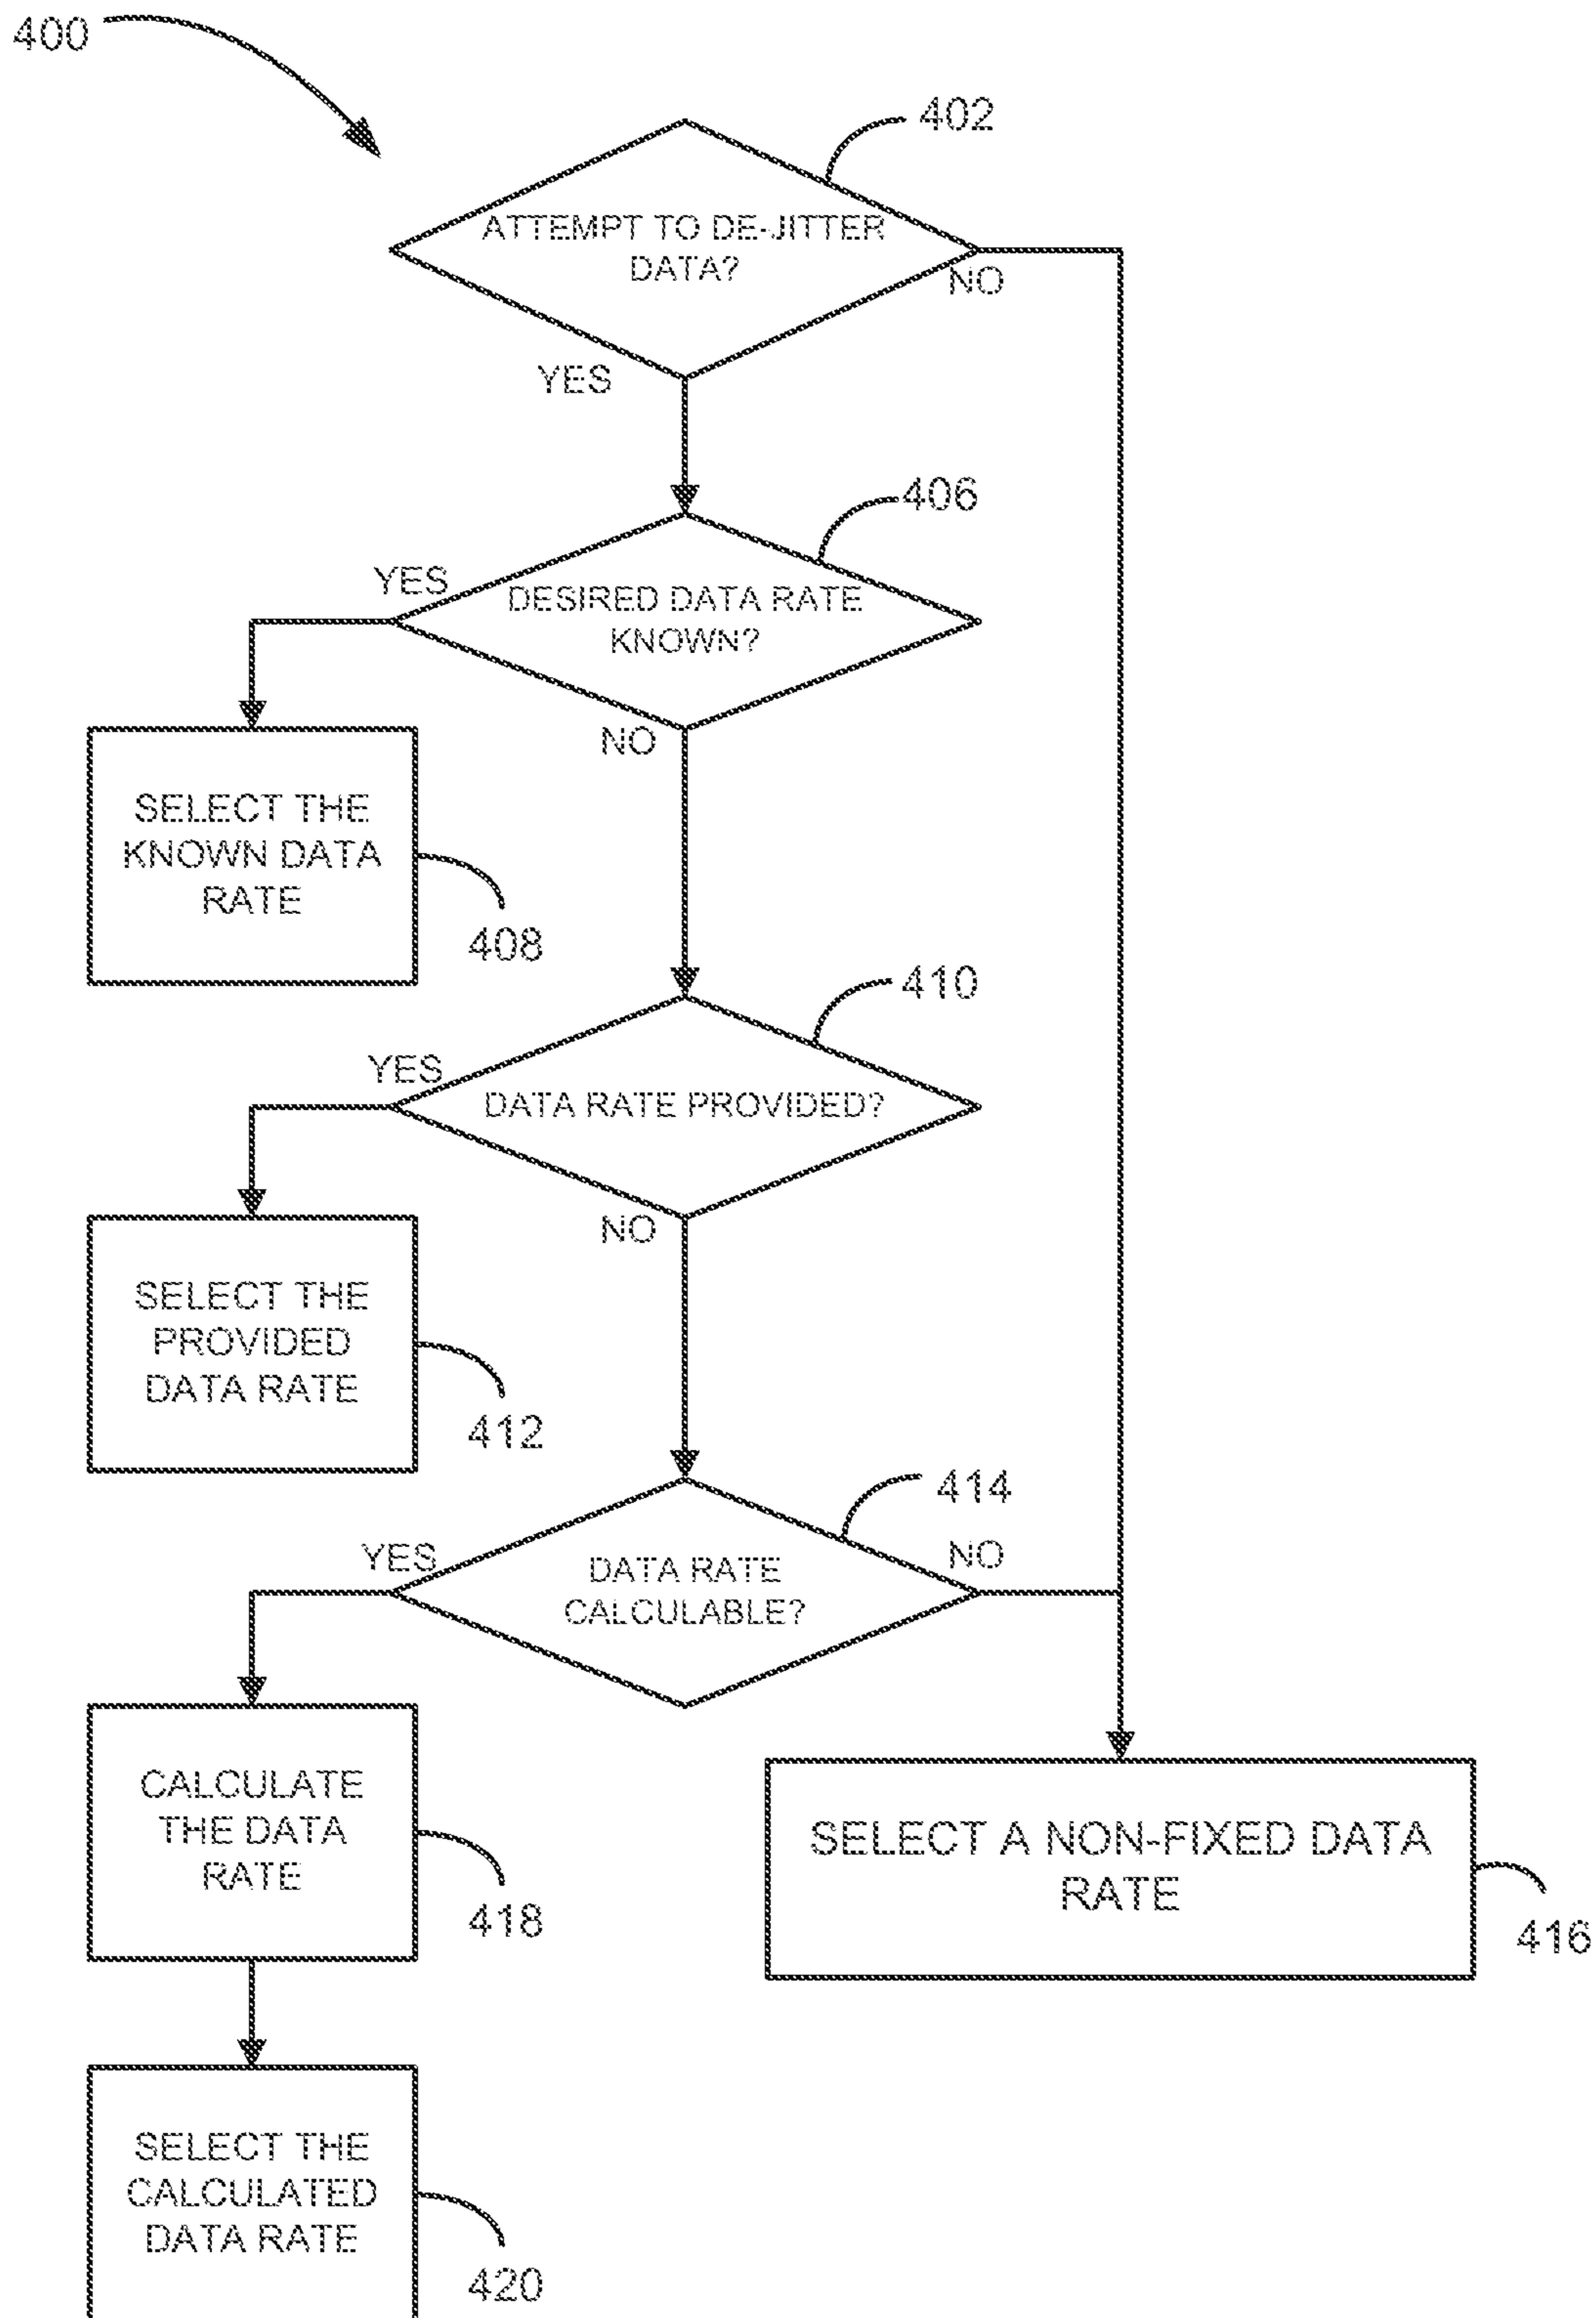 400
402
ATTEMPT TO DE-JITTER
DATA?
NO
YES
406
YES
DESIRED DATA RATE
KNOWN?
NO
SELECT THE
KNOWN DATA
RATE
408
410
YES
DATA RATE PROVIDED?
NO
SELECT THE
PROVIDED
DATA RATE
412
414
YES
NO
DATA RATE
CALCULABLE?
CALCULATE
THE DATA
RATE
418
SELECT A NON-FIXED DATA
RATE
416
SELECT THE
CALCULATED
DATA RATE
420